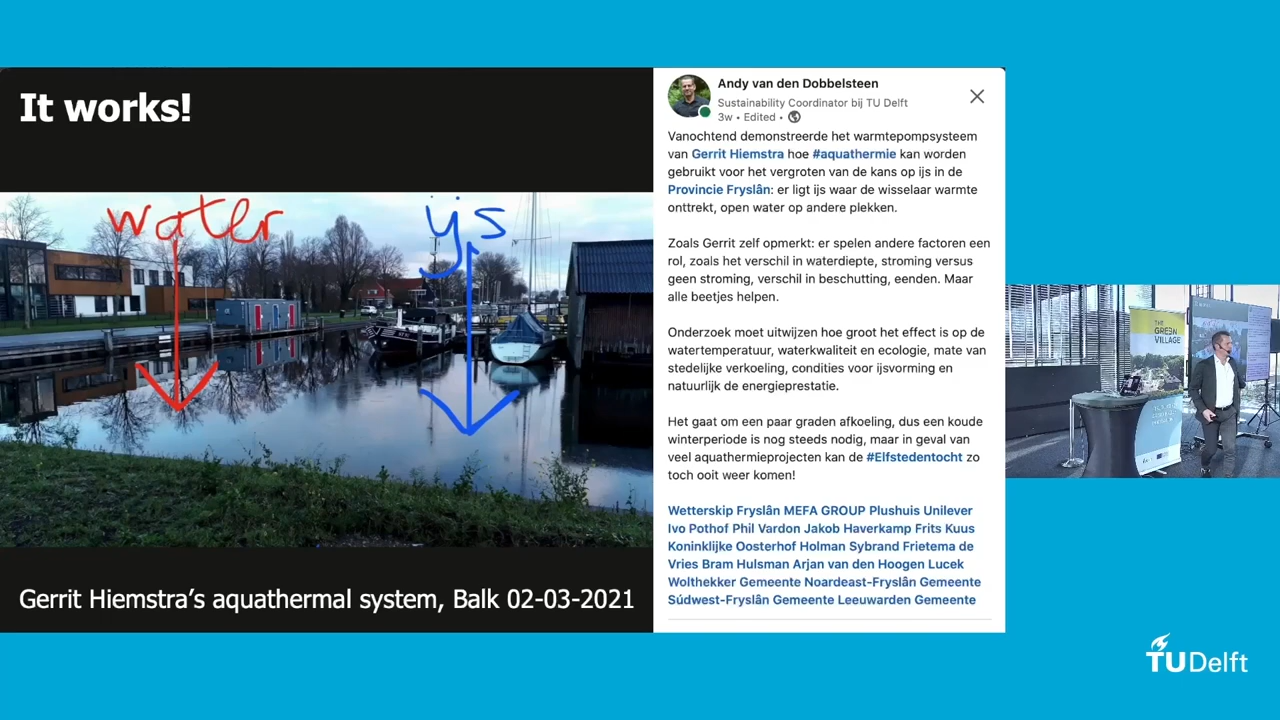 It works!
water
ijs
Gerrit Hiemstra's aquathermal system, Balk 02-03-2021
Andy van den Dobbelsteen
Sustainability Coordinator bij TU Delft
3w • Edited •
Vanochtend demonstreerde het warmtepompsysteem
van Gerrit Hiemstra hoe #aquathermie kan worden
gebruikt voor het vergroten van de kans op ijs in de
Provincie Fryslân: er ligt ijs waar de wisselaar warmte
onttrekt, open water op andere plekken.
Zoals Gerrit zelf opmerkt: er spelen andere factoren een
rol, zoals het verschil in waterdiepte, stroming versus
geen stroming, verschil in beschutting, eenden. Maar
alle beetjes helpen.
Onderzoek moet uitwijzen hoe groot het effect is op de
watertemperatuur, waterkwaliteit en ecologie, mate van
stedelijke verkoeling, condities voor ijsvorming en
natuurlijk de energieprestatie.
Het gaat om een paar graden afkoeling, dus een koude
winterperiode is nog steeds nodig, maar in geval van
veel aquathermieprojecten kan de #Elfstedentocht zo
toch ooit weer komen!
Wetterskip Fryslân MEFA GROUP Plushuis Unilever
Ivo Pothof Phil Vardon Jakob Haverkamp Frits Kuus
Koninklijke Oosterhof Holman Sybrand Frietema de
Vries Bram Hulsman Arjan van den Hoogen Lucek
Wolthekker Gemeente Noardeast-Fryslân Gemeente
Súdwest-Fryslân Gemeente Leeuwarden Gemeente
THE
GREEN
VILLAGE
TU Delft